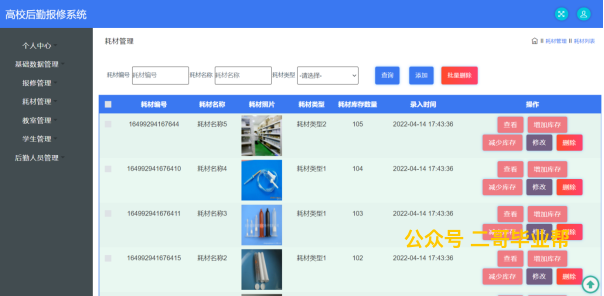 高校后勤报修系统
个人中心
基础数据管理
报修管理
耗材管理
教室管理
学生管理
后勤人员管理
耗材管理
耗材管理 耗材列表
耗材编号 耗材编号 耗材名称 耗材名称 耗材类型 -请选择- 查询 添加 批量删除
耗材编号 耗材名称 耗材照片 耗材类型 耗材库存数量 录入时间 操作
16499294167644 耗材名称5 耗材类型2 105 2022-04-14 17:43:36 查看 增加库存
减少库存 修改 删除
164992941676410 耗材名称4 耗材类型1 104 2022-04-14 17:43:36 查看 增加库存
减少库存 修改 删除
164992941676411 耗材名称3 耗材类型1 103 2022-04-14 17:43:36 查看 增加库存
减少库存 修改 删除
公众号 二哥毕业帮
164992941676415 耗材名称2 耗材类型1 102 2022-04-14 17:43:36 查看 增加库存
减少库存 修改 删除